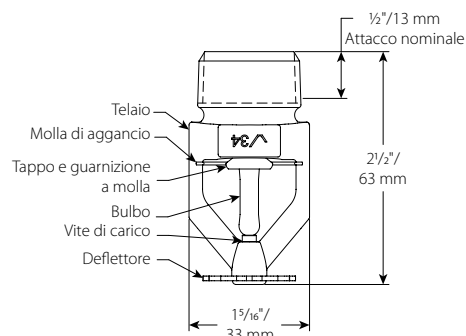 ½"/13 mm
Attacco nominale
Telaio
Molla di aggancio
Tappo e guarnizione
a molla
Bulbo
Vite di carico
Deflettore
V34
2½"/
63 mm
1⁵/₁₆"/
33 mm